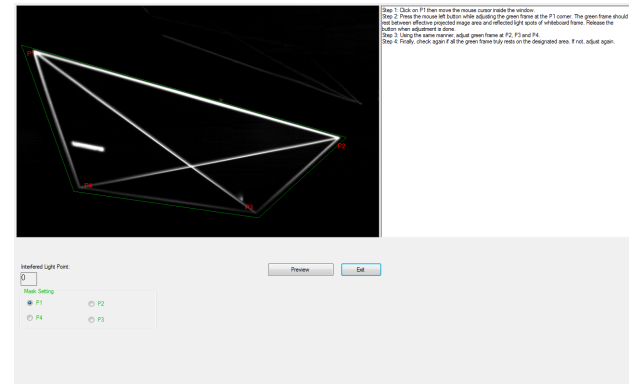 Step 1: Click on P1 then move the mouse cursor inside the window.
Step 2: Press the mouse left button while adjusting the green frame at the P1 corner. The green frame should
rest between effective projected image area and reflected light spots of whiteboard frame. Release the
button when adjustment is done.
Step 3: Using the same manner, adjust green frame at P2, P3 and P4.
Step 4: Finally, check again if all the green frame truly rests on the designated area. If not, adjust again.
P2
P4
Interfered Light Point:
0
Preview
Exit
Mask Setting
P1
P2
P4
P3